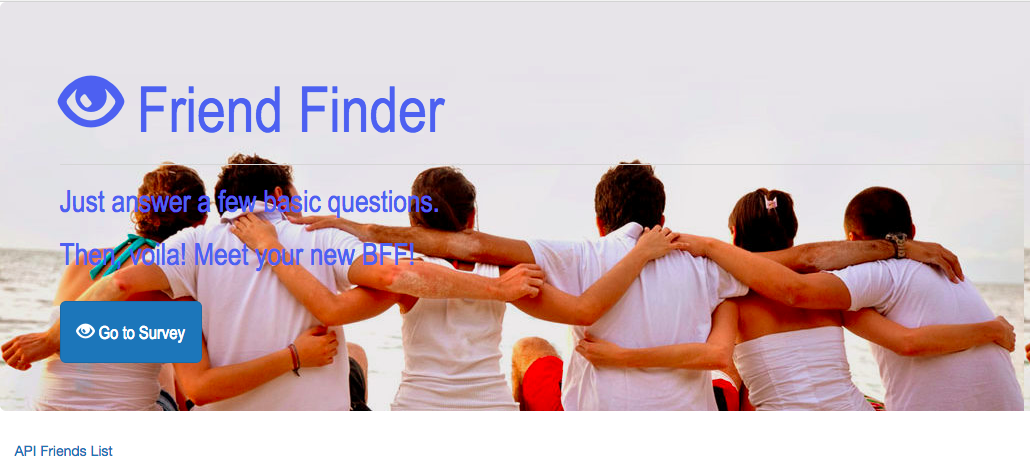 Friend Finder
Just answer a few basic questions.
Then, voila! Meet your new BFF!
Go to Survey
API Friends List